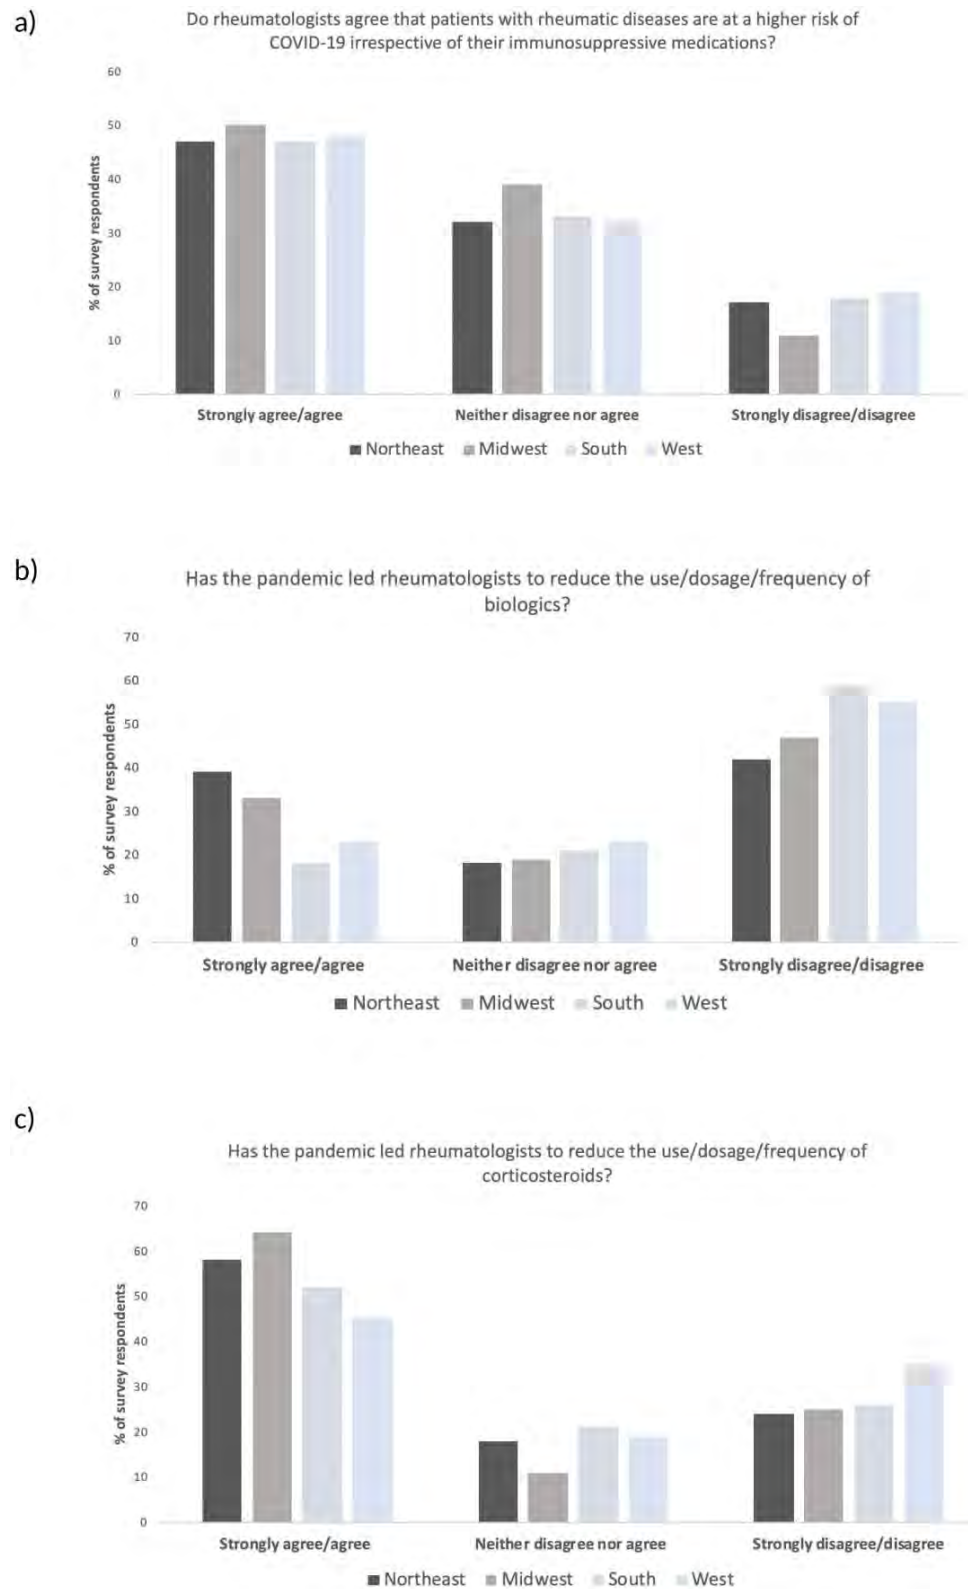 a)
Do rheumatologists agree that patients with rheumatic diseases are at a higher risk of
COVID-19 irrespective of their immunosuppressive medications?
60
50
40
30
20
10
0
% of survey respondents
Strongly agree/agree
Neither disagree nor agree
Strongly disagree/disagree
Northeast Midwest South West
b)
Has the pandemic led rheumatologists to reduce the use/dosage/frequency of
biologics?
70
60
50
40
30
20
10
0
% of survey respondents
Strongly agree/agree
Neither disagree nor agree
Strongly disagree/disagree
Northeast Midwest South West
c)
Has the pandemic led rheumatologists to reduce the use/dosage/frequency of
corticosteroids?
70
60
50
40
30
20
10
0
% of survey respondents
Strongly agree/agree
Neither disagree nor agree
Strongly disagree/disagree
Northeast Midwest South West